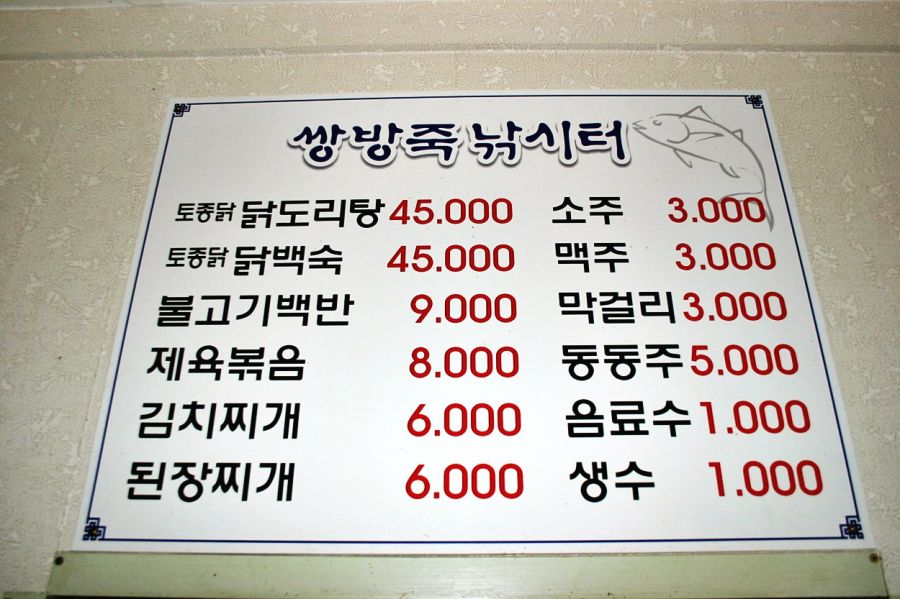 쌍방죽 낚시터
토종닭 닭도리탕 45.000 소주 3.000
토종닭 닭백숙 45.000 맥주 3.000
불고기백반 9.000 막걸리 3.000
제육볶음 8.000 동동주 5.000
김치찌개 6.000 음료수 1.000
된장찌개 6.000 생수 1.000